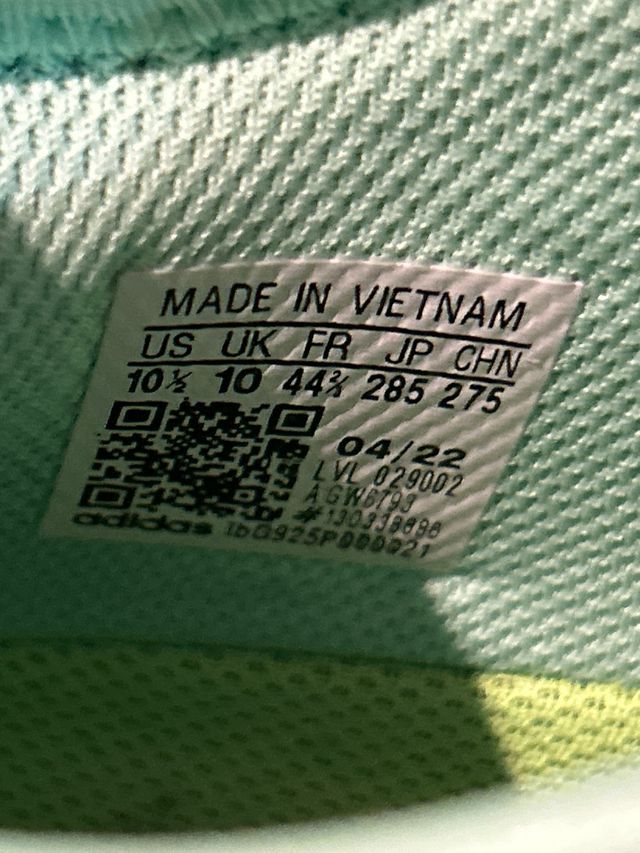 MADE IN VIETNAM
US UK FR JP CHN
10½ 10 44⅔ 285 275
04/22
LVL 029002
A GW6793
adidas